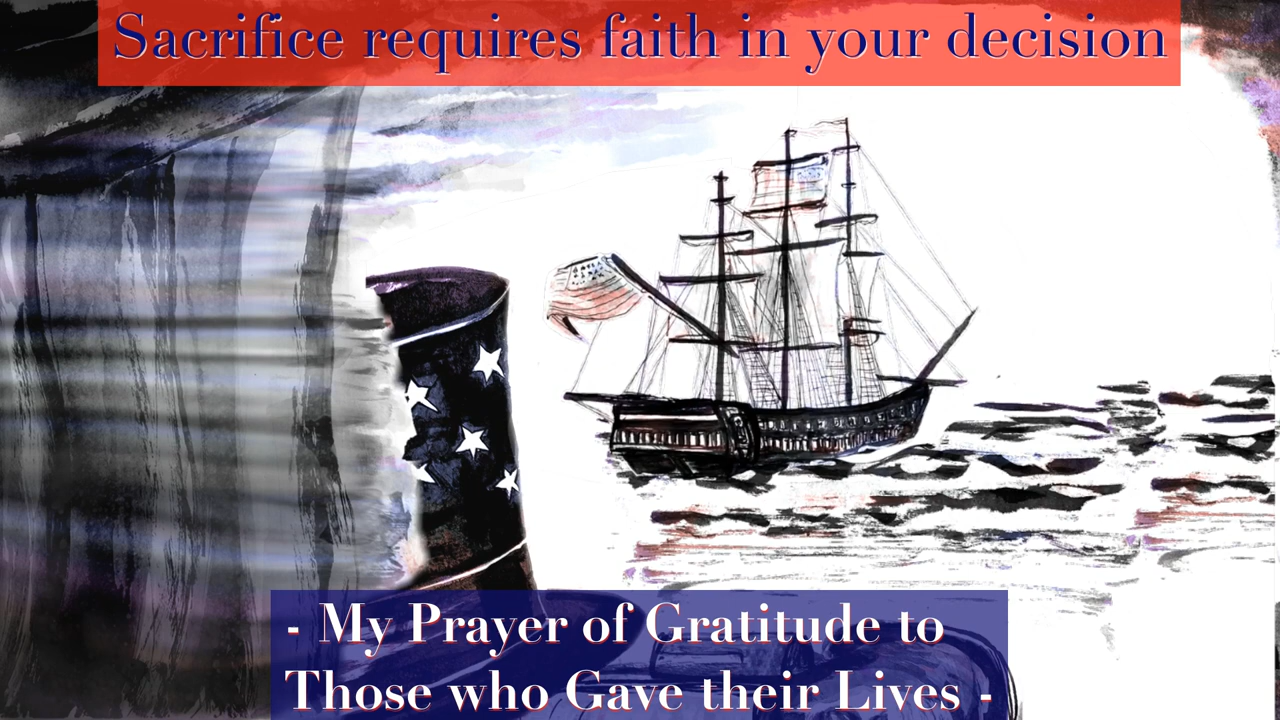 Sacrifice requires faith in your decision
- My Prayer of Gratitude to
Those who Gave their Lives -